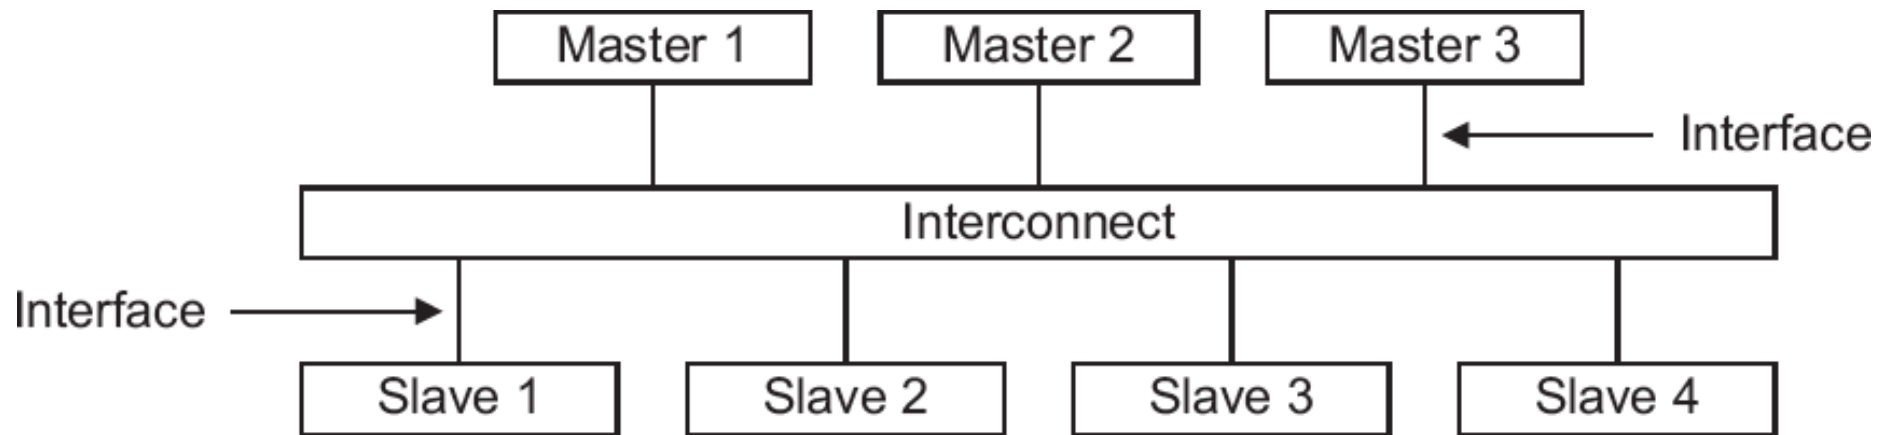 Master 1
Master 2
Master 3
Interface
Interconnect
Interface
Slave 1
Slave 2
Slave 3
Slave 4